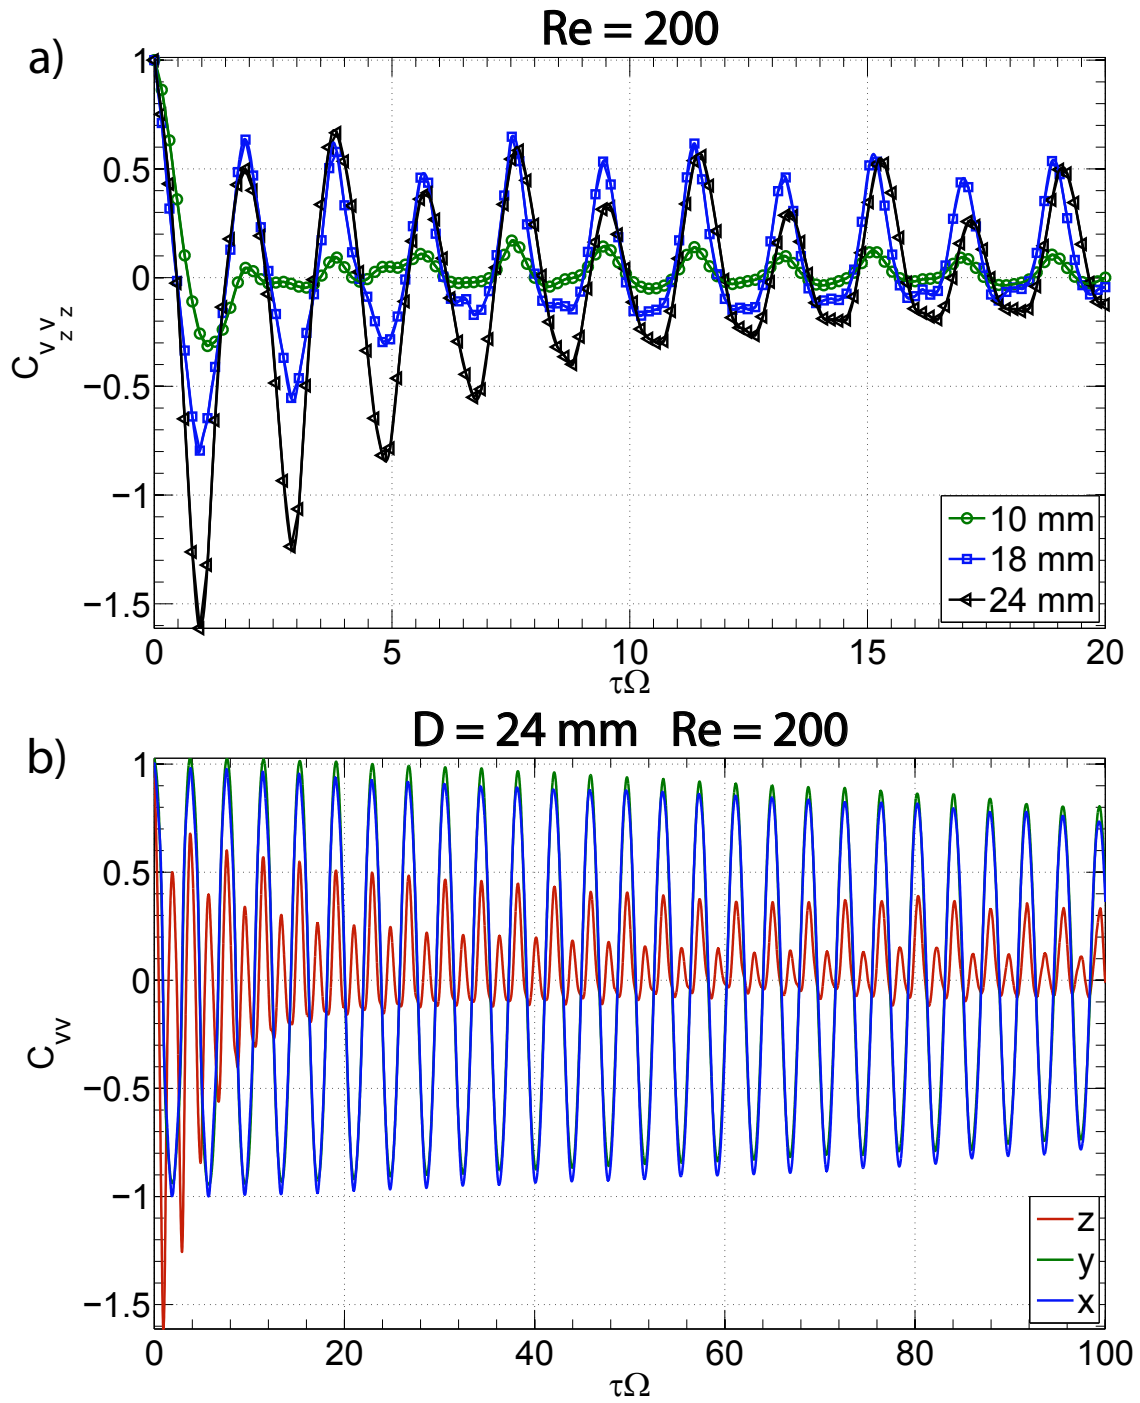 Re = 200
a)
1
0.5
0
−0.5
−1
−1.5
C v z v z
10 mm
18 mm
24 mm
0 5 10 15 20
τΩ
D = 24 mm Re = 200
b)
1
0.5
0
−0.5
−1
−1.5
C vv
z
y
x
0 20 40 60 80 100
τΩ